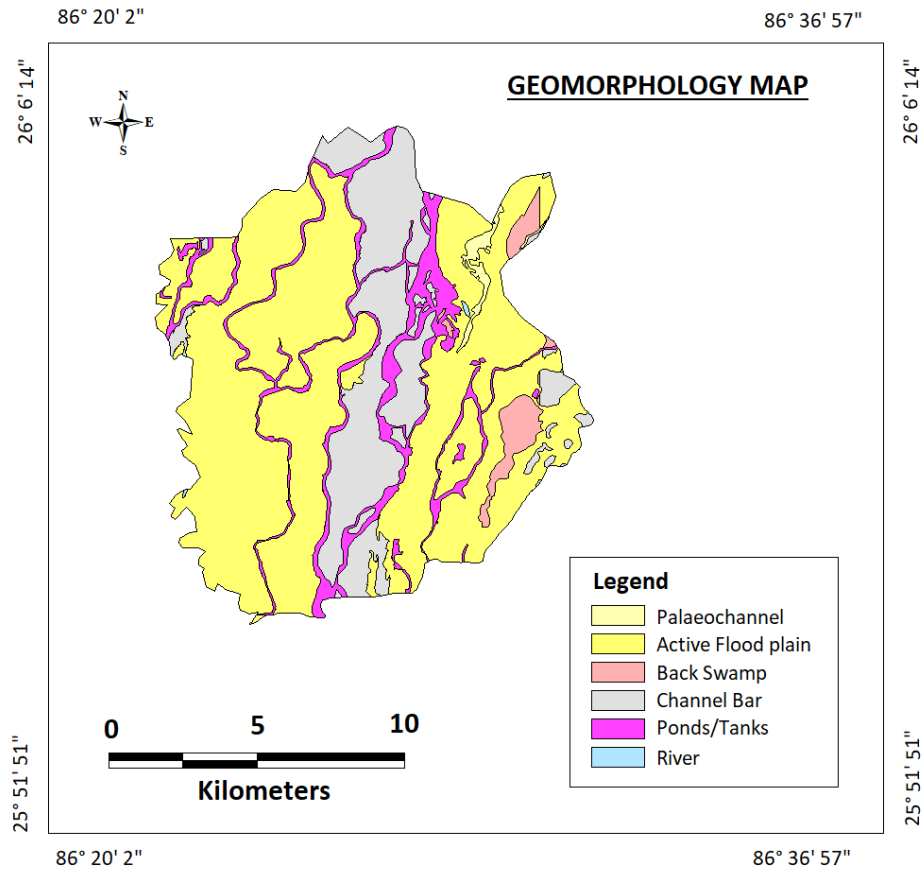 86° 20' 2" 86° 36' 57"
26° 6' 14" 26° 6' 14"
GEOMORPHOLOGY MAP
N
W E
S
Legend
Palaeochannel
Active Flood plain
Back Swamp
Channel Bar
Ponds/Tanks
River
0 5 10
Kilometers
25° 51' 51" 25° 51' 51"
86° 20' 2" 86° 36' 57"